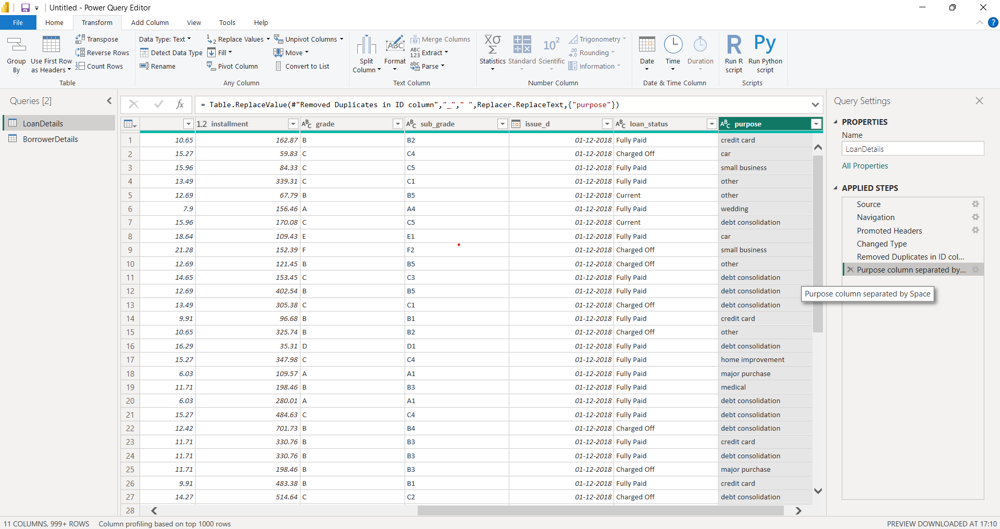 Untitled - Power Query Editor
File Home Transform Add Column View Tools Help ?
Group By
Use First Row as Headers
Transpose
Reverse Rows
Count Rows
Table
Data Type: Text
Detect Data Type
Rename
1 2 Replace Values
Fill
Pivot Column
Unpivot Columns
Move
Convert to List
Any Column
Split Column
ABC Format
Merge Columns
ABC 123 Extract
abc Parse
Text Column
XΣ Statistics
Standard
10² Scientific
Trigonometry
.00 Rounding
Information
Number Column
Date
Time
Duration
Date & Time Column
R Run R script
Py Run Python script
Scripts
Queries [2]
LoanDetails
BorrowerDetails
fx = Table.ReplaceValue(#"Removed Duplicates in ID column","_"," ",Replacer.ReplaceText,{"purpose"})
1.2 installment ABC grade ABC sub_grade issue_d ABC loan_status ABC purpose
1 10.65 162.87 B B2 01-12-2018 Fully Paid credit card
2 15.27 59.83 C C4 01-12-2018 Charged Off car
3 15.96 84.33 C C5 01-12-2018 Fully Paid small business
4 13.49 339.31 C C1 01-12-2018 Fully Paid other
5 12.69 67.79 B B5 01-12-2018 Current other
6 7.9 156.46 A A4 01-12-2018 Fully Paid wedding
7 15.96 170.08 C C5 01-12-2018 Current debt consolidation
8 18.64 109.43 E E1 01-12-2018 Fully Paid car
9 21.28 152.39 F F2 01-12-2018 Charged Off small business
10 12.69 121.45 B B5 01-12-2018 Charged Off other
11 14.65 153.45 C C3 01-12-2018 Fully Paid debt consolidation
12 12.69 402.54 B B5 01-12-2018 Fully Paid debt consolidation
13 13.49 305.38 C C1 01-12-2018 Charged Off debt consolidation
14 9.91 96.68 B B1 01-12-2018 Fully Paid credit card
15 10.65 325.74 B B2 01-12-2018 Charged Off other
16 16.29 35.31 D D1 01-12-2018 Fully Paid debt consolidation
17 15.27 347.98 C C4 01-12-2018 Fully Paid home improvement
18 6.03 109.57 A A1 01-12-2018 Fully Paid major purchase
19 11.71 198.46 B B3 01-12-2018 Fully Paid medical
20 6.03 280.01 A A1 01-12-2018 Fully Paid debt consolidation
21 15.27 484.63 C C4 01-12-2018 Fully Paid debt consolidation
22 12.42 701.73 B B4 01-12-2018 Charged Off debt consolidation
23 11.71 330.76 B B3 01-12-2018 Fully Paid credit card
24 11.71 330.76 B B3 01-12-2018 Fully Paid debt consolidation
25 11.71 198.46 B B3 01-12-2018 Charged Off major purchase
26 9.91 483.38 B B1 01-12-2018 Fully Paid credit card
27 14.27 514.64 C C2 01-12-2018 Charged Off debt consolidation
28
Query Settings
PROPERTIES
Name
LoanDetails
All Properties
APPLIED STEPS
Source
Navigation
Promoted Headers
Changed Type
Removed Duplicates in ID col...
Purpose column separated by...
Purpose column separated by Space
11 COLUMNS, 999+ ROWS Column profiling based on top 1000 rows PREVIEW DOWNLOADED AT 17:10